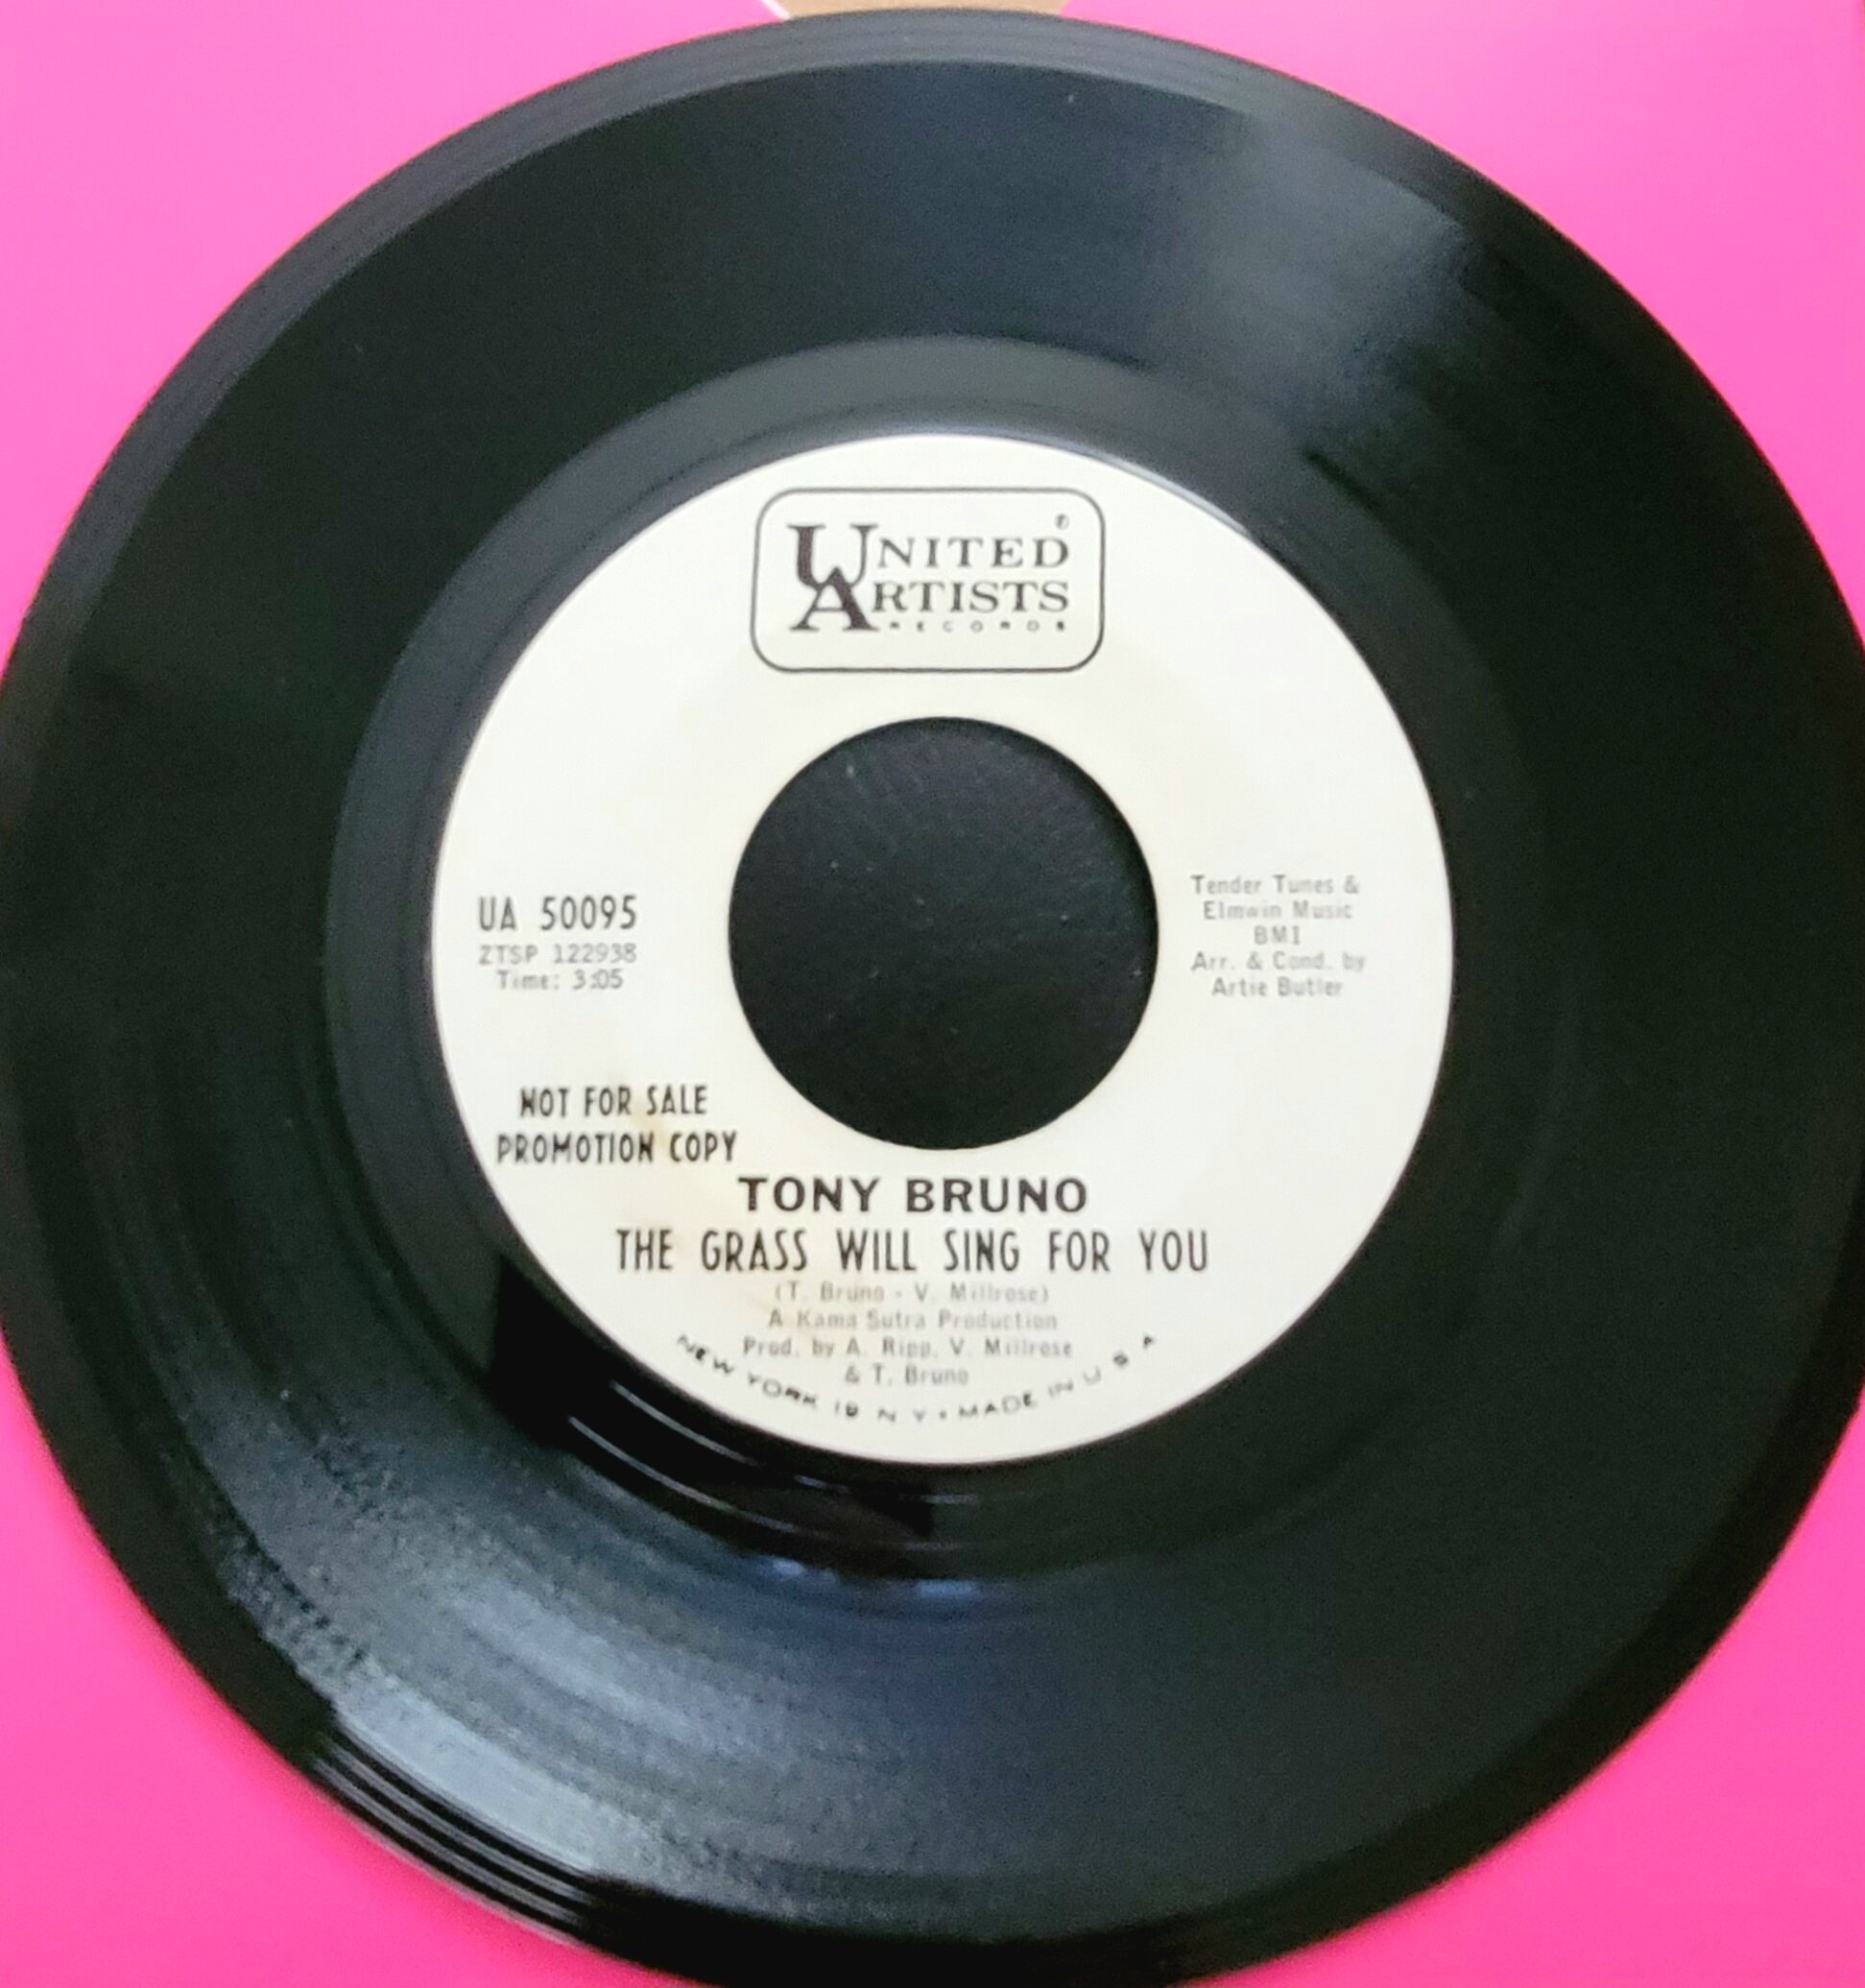 UNITED ®
ARTISTS
RECORDS
UA 50095
ZTSP 122938
Time: 3:05
Tender Tunes &
Elmwin Music
BMI
Arr. & Cond. by
Artie Butler
NOT FOR SALE
PROMOTION COPY
TONY BRUNO
THE GRASS WILL SING FOR YOU
(T. Bruno - V. Millrose)
A Kama Sutra Production
Prod. by A. Ripp, V. Millrose
& T. Bruno
NEW YORK 19 N Y • MADE IN U S A